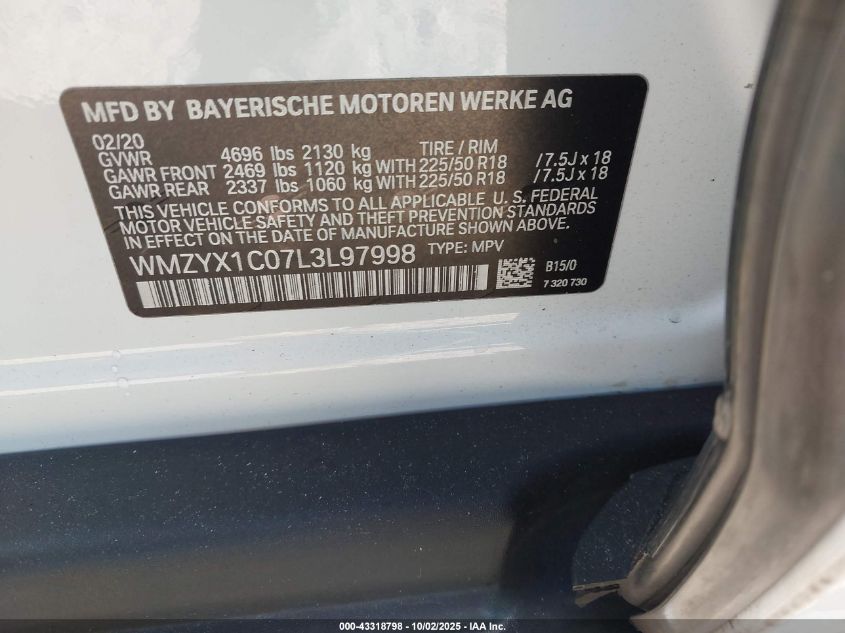 MFD BY BAYERISCHE MOTOREN WERKE AG
02/20
GVWR 4696 lbs 2130 kg TIRE / RIM
GAWR FRONT 2469 lbs 1120 kg WITH 225/50 R18 /7.5J x 18
GAWR REAR 2337 lbs 1060 kg WITH 225/50 R18 /7.5J x 18
THIS VEHICLE CONFORMS TO ALL APPLICABLE U.S. FEDERAL
MOTOR VEHICLE SAFETY AND THEFT PREVENTION STANDARDS
IN EFFECT ON THE DATE OF MANUFACTURE SHOWN ABOVE.
WMZYX1C07L3L97998 TYPE: MPV
B15/0
7 320 730
000-43318798 - 10/02/2025 - IAA Inc.